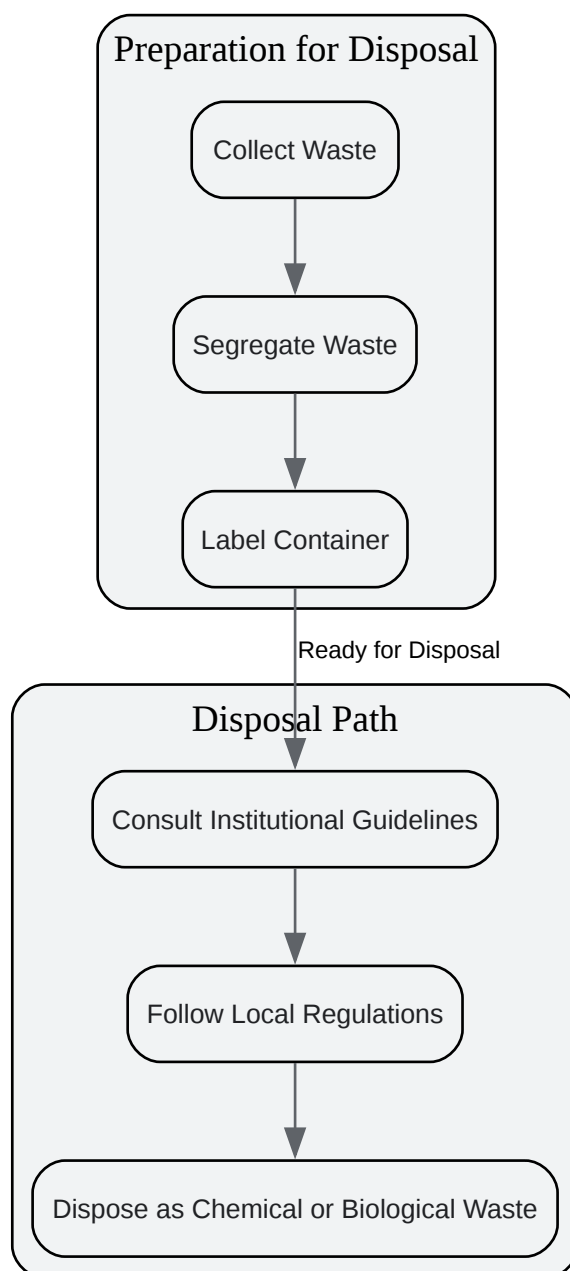 Preparation for Disposal
Collect Waste
Segregate Waste
Label Container
Ready for Disposal
Disposal Path
Consult Institutional Guidelines
Follow Local Regulations
Dispose as Chemical or Biological Waste